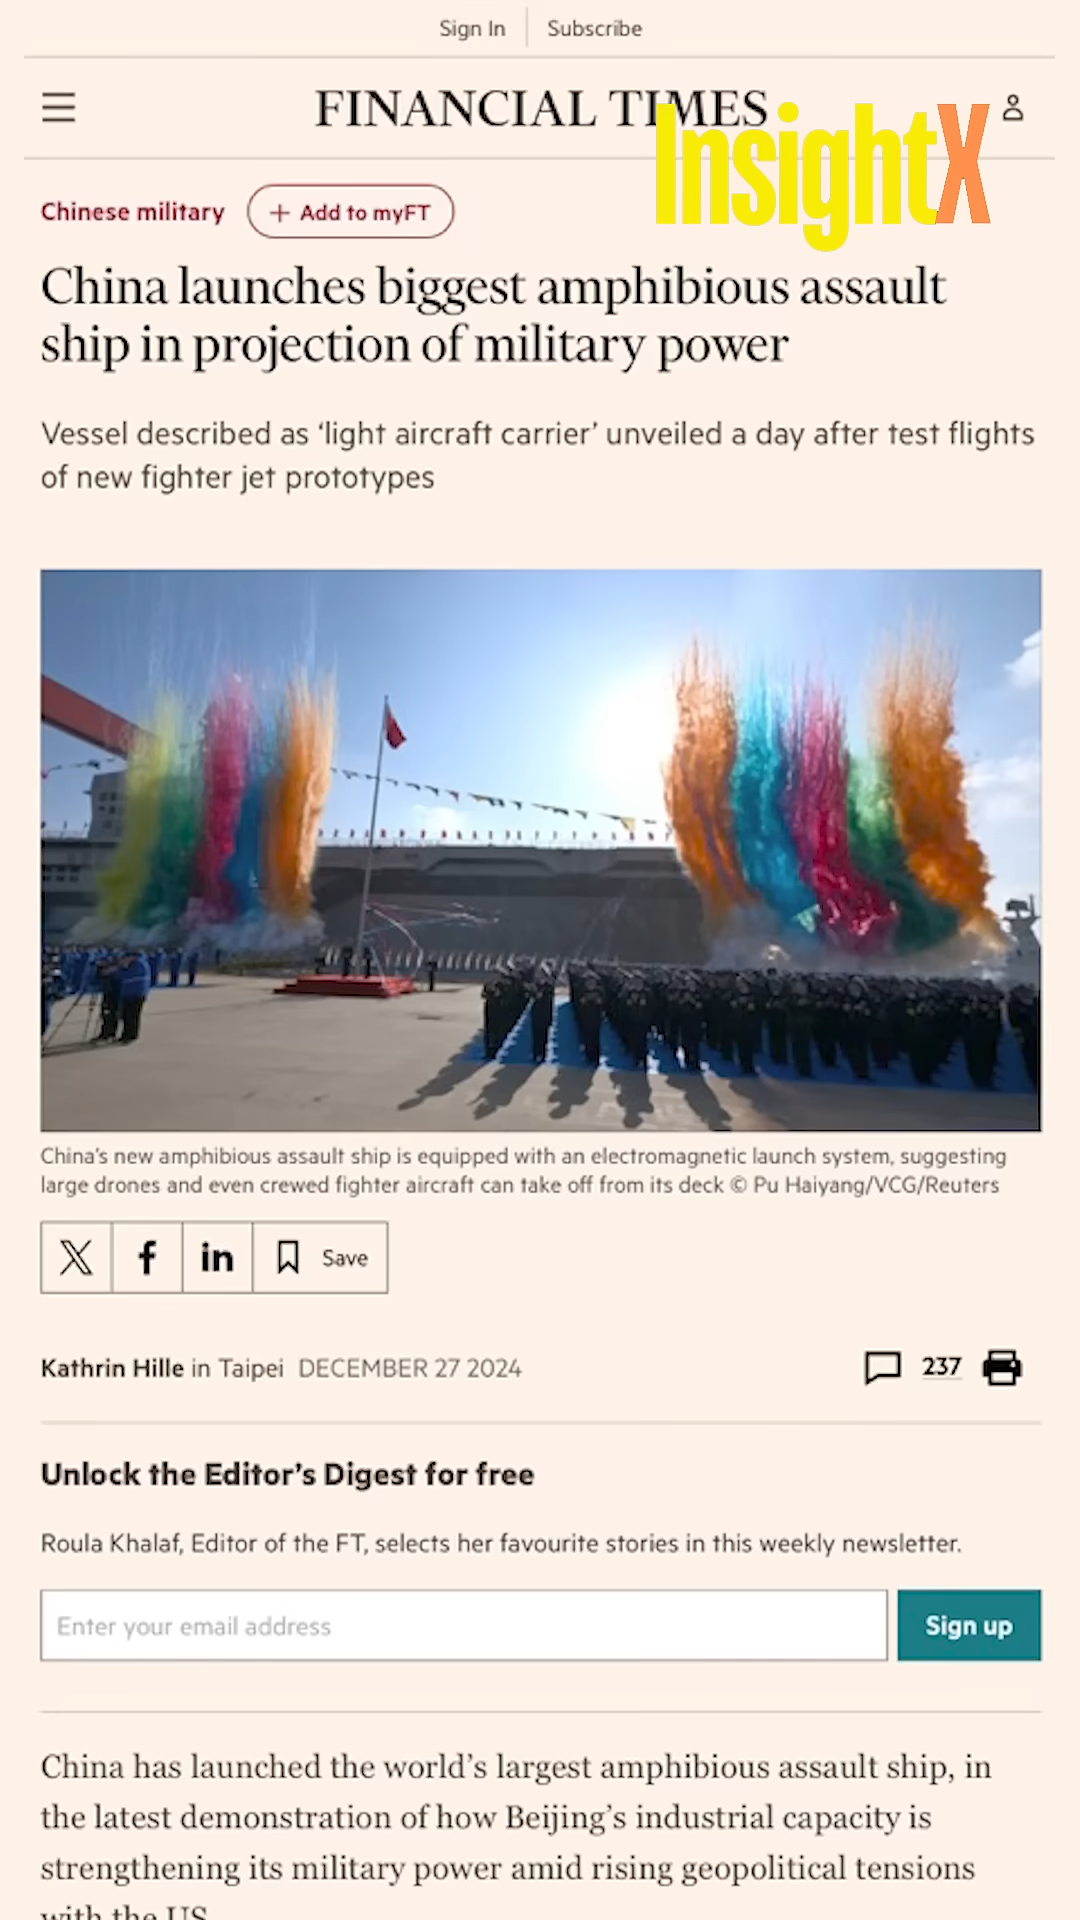 Sign In
Subscribe
FINANCIAL TIMES
InsightX
Chinese military
+ Add to myFT
China launches biggest amphibious assault
ship in projection of military power
Vessel described as ‘light aircraft carrier’ unveiled a day after test flights
of new fighter jet prototypes
China’s new amphibious assault ship is equipped with an electromagnetic launch system, suggesting
large drones and even crewed fighter aircraft can take off from its deck © Pu Haiyang/VCG/Reuters
Save
Kathrin Hille in Taipei DECEMBER 27 2024
237
Unlock the Editor’s Digest for free
Roula Khalaf, Editor of the FT, selects her favourite stories in this weekly newsletter.
Enter your email address
Sign up
China has launched the world’s largest amphibious assault ship, in
the latest demonstration of how Beijing’s industrial capacity is
strengthening its military power amid rising geopolitical tensions
with the US